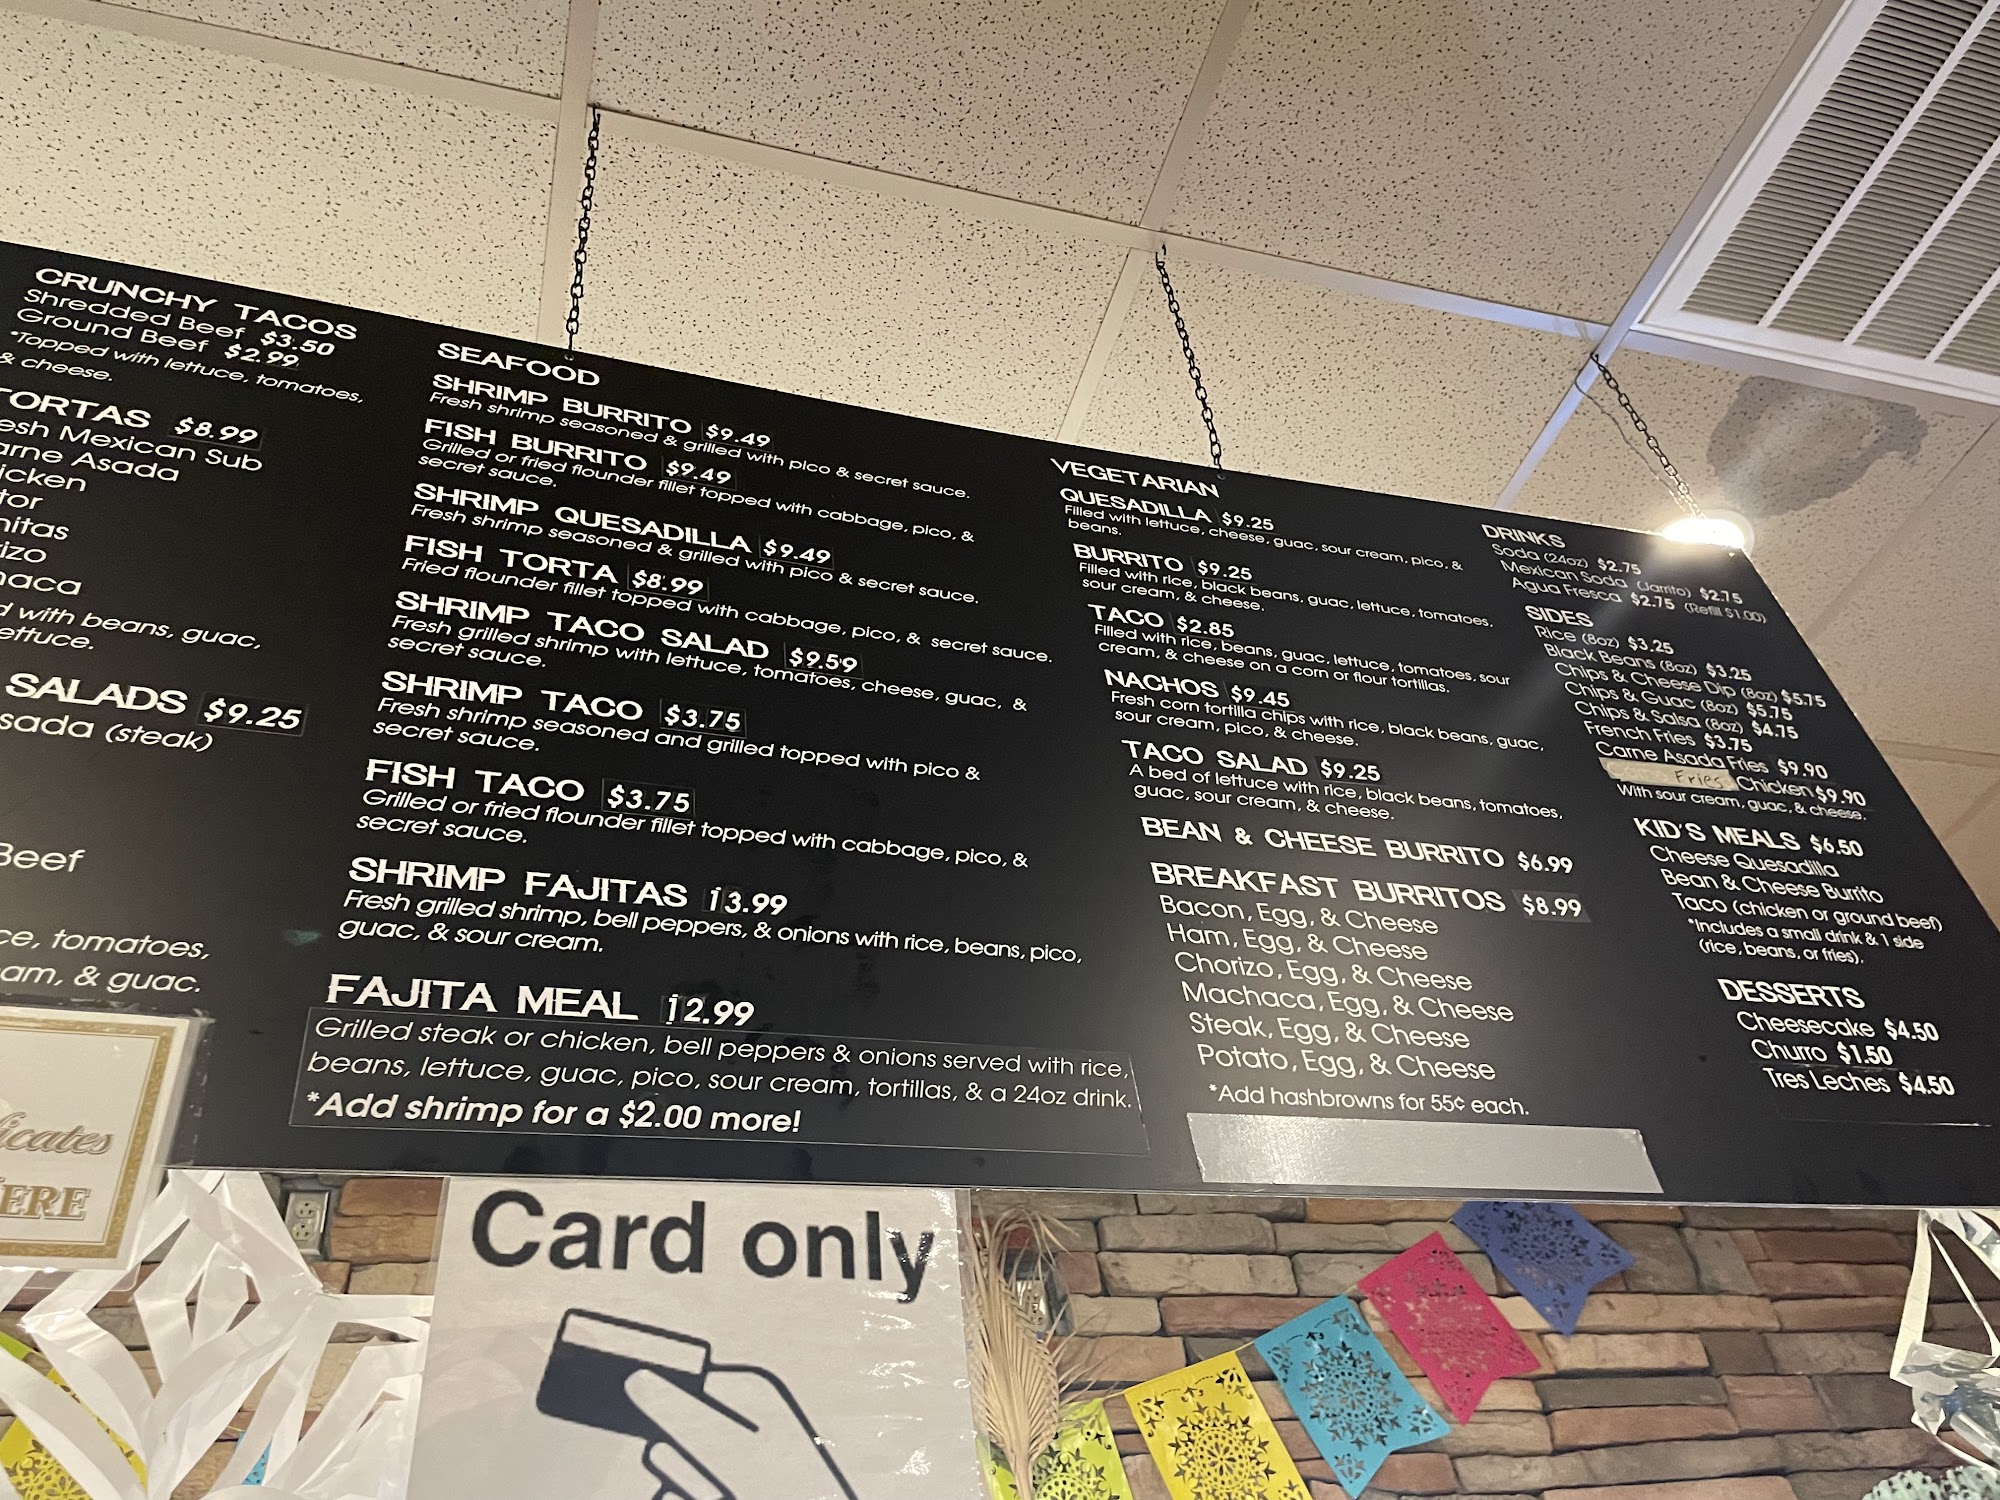 CRUNCHY TACOS
Shredded Beef $3.50
Ground Beef $2.99
*Topped with lettuce, tomatoes,
& cheese.
TORTAS $8.99
esh Mexican Sub
arne Asada
icken
tor
nitas
izo
haca
d with beans, guac,
ettuce.
SALADS $9.25
sada (steak)
Beef
ce, tomatoes,
am, & guac.
SEAFOOD
SHRIMP BURRITO $9.49
Fresh shrimp seasoned & grilled with pico & secret sauce.
FISH BURRITO $9.49
Grilled or fried flounder fillet topped with cabbage, pico, &
secret sauce.
SHRIMP QUESADILLA $9.49
Fresh shrimp seasoned & grilled with pico & secret sauce.
FISH TORTA $8.99
Fried flounder fillet topped with cabbage, pico, & secret sauce.
SHRIMP TACO SALAD $9.59
Fresh grilled shrimp with lettuce, tomatoes, cheese, guac, &
secret sauce.
SHRIMP TACO $3.75
Fresh shrimp seasoned and grilled topped with pico &
secret sauce.
FISH TACO $3.75
Grilled or fried flounder fillet topped with cabbage, pico, &
secret sauce.
SHRIMP FAJITAS 13.99
Fresh grilled shrimp, bell peppers, & onions with rice, beans, pico,
guac, & sour cream.
FAJITA MEAL 12.99
Grilled steak or chicken, bell peppers & onions served with rice,
beans, lettuce, guac, pico, sour cream, tortillas, & a 24oz drink.
*Add shrimp for a $2.00 more!
VEGETARIAN
QUESADILLA $9.25
Filled with lettuce, cheese, guac, sour cream, pico, &
beans.
BURRITO $9.25
Filled with rice, black beans, guac, lettuce, tomatoes,
sour cream, & cheese.
TACO $2.85
Filled with rice, beans, guac, lettuce, tomatoes, sour
cream, & cheese on a corn or flour tortillas.
NACHOS $9.45
Fresh corn tortilla chips with rice, black beans, guac,
sour cream, pico, & cheese.
TACO SALAD $9.25
A bed of lettuce with rice, black beans, tomatoes,
guac, sour cream, & cheese.
BEAN & CHEESE BURRITO $6.99
BREAKFAST BURRITOS $8.99
Bacon, Egg, & Cheese
Ham, Egg, & Cheese
Chorizo, Egg, & Cheese
Machaca, Egg, & Cheese
Steak, Egg, & Cheese
Potato, Egg, & Cheese
*Add hashbrowns for 55¢ each.
DRINKS
Soda (24oz) $2.75
Mexican Soda (Jarrito) $2.75
Agua Fresca $2.75 (Refill $1.00)
SIDES
Rice (8oz) $3.25
Black Beans (8oz) $3.25
Chips & Cheese Dip (8oz) $5.75
Chips & Guac (8oz) $5.75
Chips & Salsa (8oz) $4.75
French Fries $3.75
Carne Asada Fries $9.90
Fries Chicken $9.90
With sour cream, guac, & cheese.
KID'S MEALS $6.50
Cheese Quesadilla
Bean & Cheese Burrito
Taco (chicken or ground beef)
*Includes a small drink & 1 side
(rice, beans, or fries).
DESSERTS
Cheesecake $4.50
Churro $1.50
Tres Leches $4.50
ficates
ERE
Card only